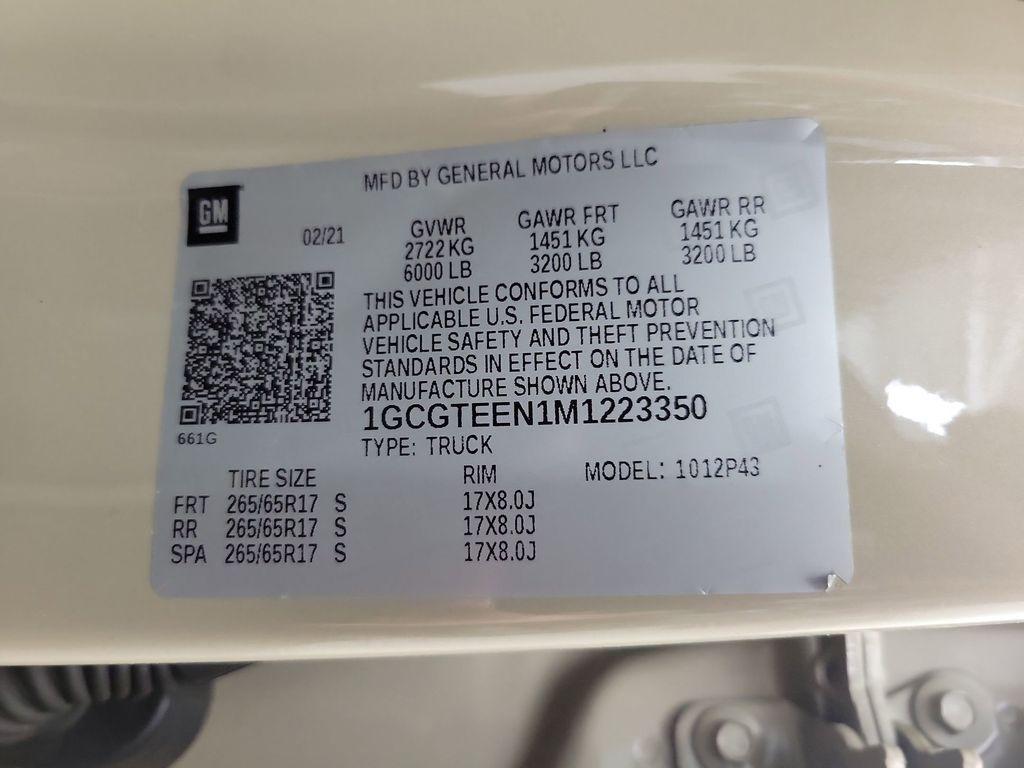 MFD BY GENERAL MOTORS LLC
GM
02/21
GVWR GAWR FRT GAWR RR
2722 KG 1451 KG 1451 KG
6000 LB 3200 LB 3200 LB
THIS VEHICLE CONFORMS TO ALL
APPLICABLE U.S. FEDERAL MOTOR
VEHICLE SAFETY AND THEFT PREVENTION
STANDARDS IN EFFECT ON THE DATE OF
MANUFACTURE SHOWN ABOVE.
1GCGTEEN1M1223350
661G
TYPE: TRUCK
TIRE SIZE RIM MODEL: 1012P43
FRT 265/65R17 S 17X8.0J
RR 265/65R17 S 17X8.0J
SPA 265/65R17 S 17X8.0J